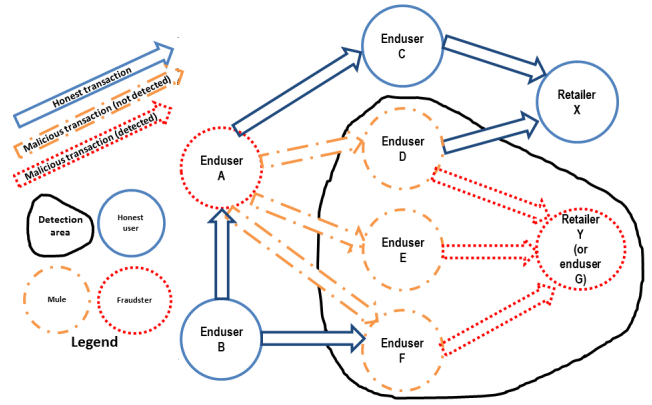 Honest transaction
Malicious transaction (not detected)
Malicious transaction (detected)
Detection
area
Honest
user
Mule
Fraudster
Legend
Enduser
A
Enduser
B
Enduser
C
Enduser
D
Enduser
E
Enduser
F
Retailer
X
Retailer
Y
(or
enduser
G)